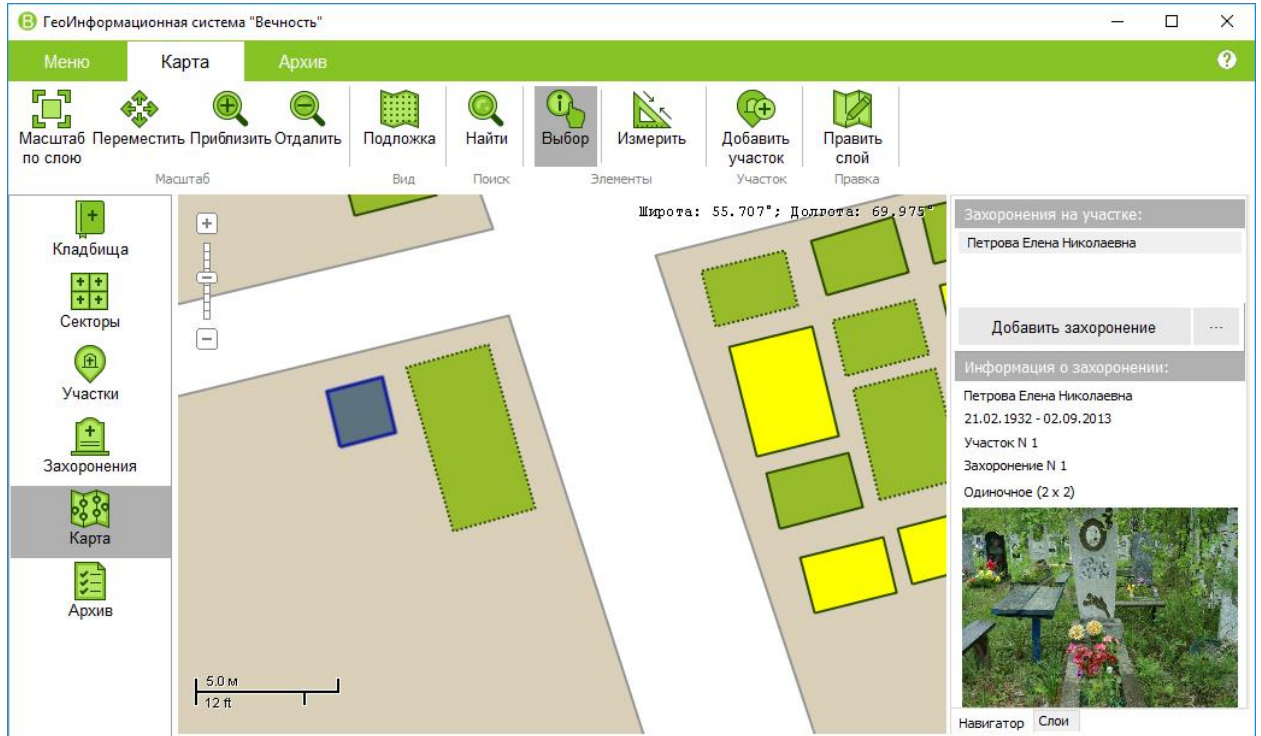 ГеоИнформационная система "Вечность"
Меню Карта Архив
Масштаб по слою
Переместить
Приблизить
Отдалить
Подложка
Найти
Выбор
Измерить
Добавить участок
Править слой
Масштаб Вид Поиск Элементы Участок Правка
Кладбища
Секторы
Участки
Захоронения
Карта
Архив
Широта: 55.707°; Долгота: 69.975°
5.0 м
12 ft
Захоронения на участке:
Петрова Елена Николаевна
Добавить захоронение ...
Информация о захоронении:
Петрова Елена Николаевна
21.02.1932 - 02.09.2013
Участок N 1
Захоронение N 1
Одиночное (2 x 2)
Навигатор Слои